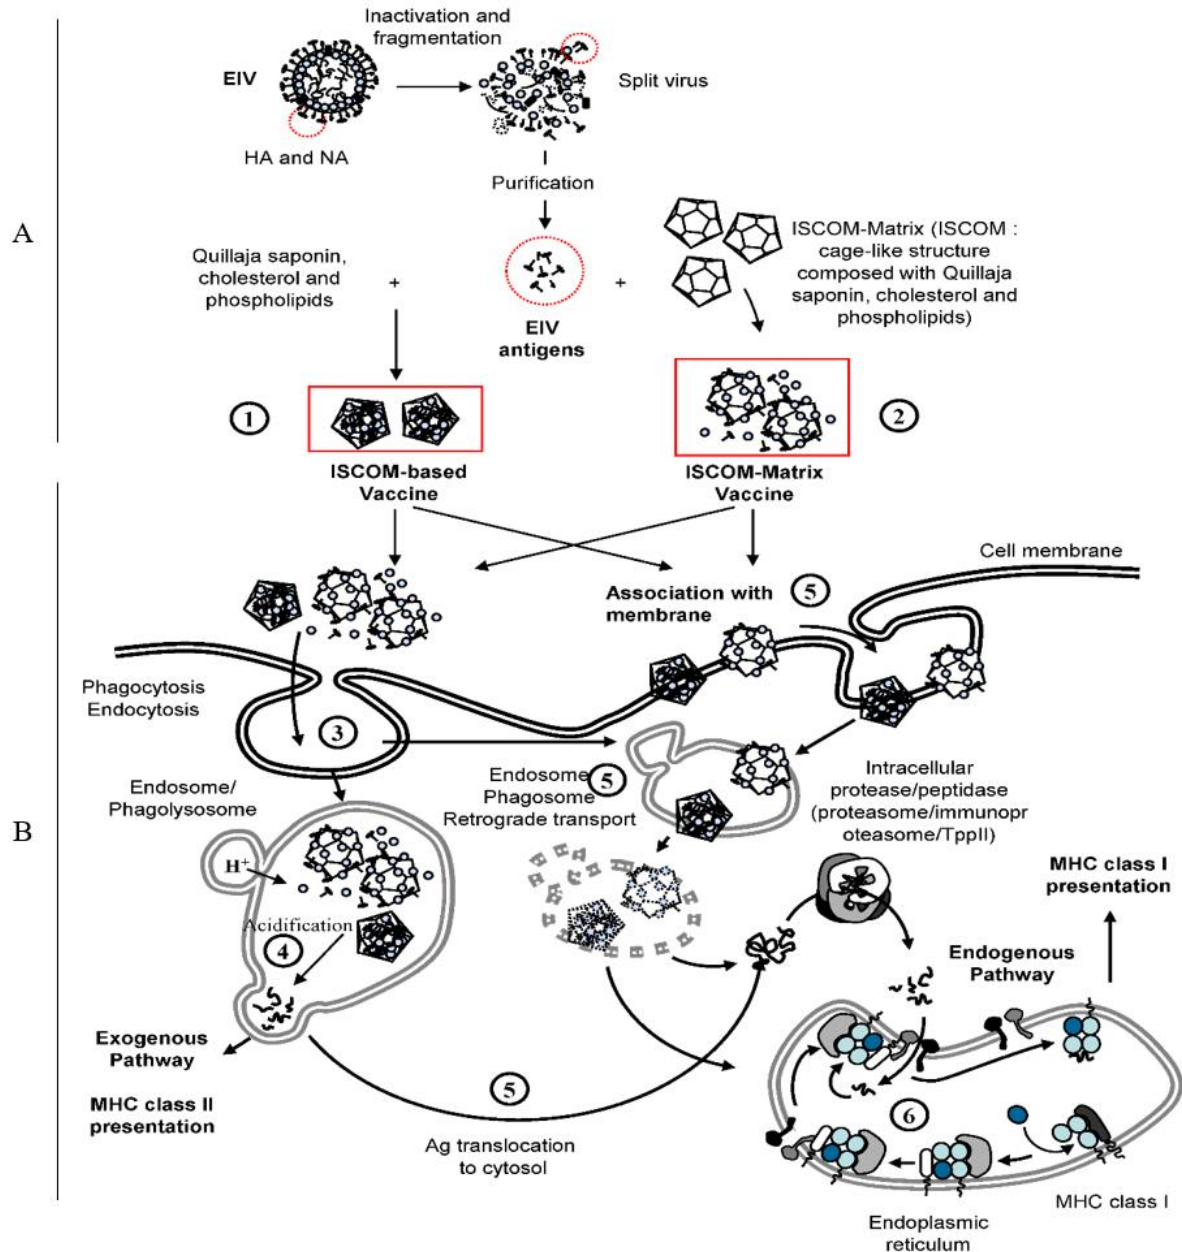 Inactivation and
fragmentation
EIV
Split virus
HA and NA
Purification
A
Quillaja saponin,
cholesterol and
phospholipids
+
+
ISCOM-Matrix (ISCOM :
cage-like structure
composed with Quillaja
saponin, cholesterol and
phospholipids)
EIV
antigens
1
2
ISCOM-based
Vaccine
ISCOM-Matrix
Vaccine
Cell membrane
Association with
membrane
5
Phagocytosis
Endocytosis
3
Endosome/
Phagolysosome
Endosome
Phagosome
Retrograde transport
5
Intracellular
protease/peptidase
(proteasome/immunopr
oteasome/TppII)
B
H+
MHC class I
presentation
Acidification
4
Endogenous
Pathway
Exogenous
Pathway
MHC class II
presentation
5
6
Ag translocation
to cytosol
MHC class I
Endoplasmic
reticulum